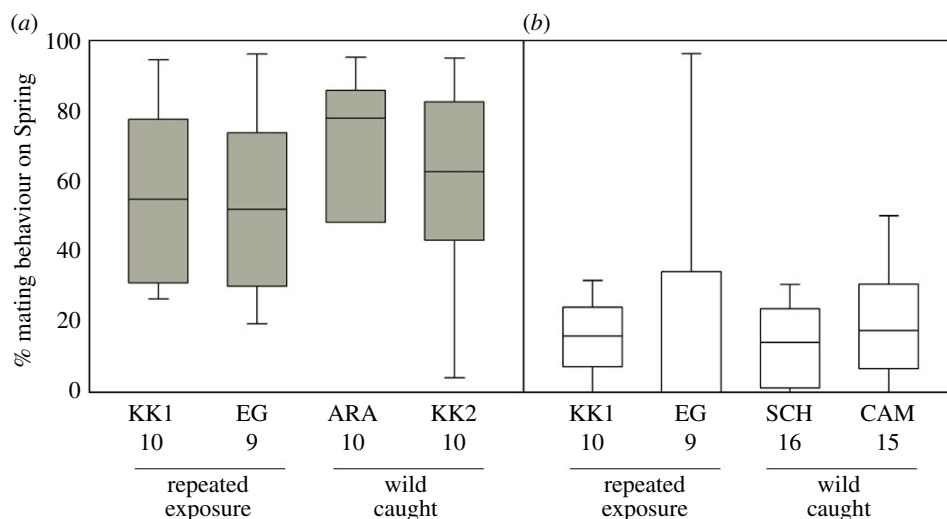 (a) (b)
% mating behaviour on Spring
100
80
60
40
20
0
KK1 EG ARA KK2 KK1 EG SCH CAM
10 9 10 10 10 9 16 15
repeated exposure wild caught repeated exposure wild caught